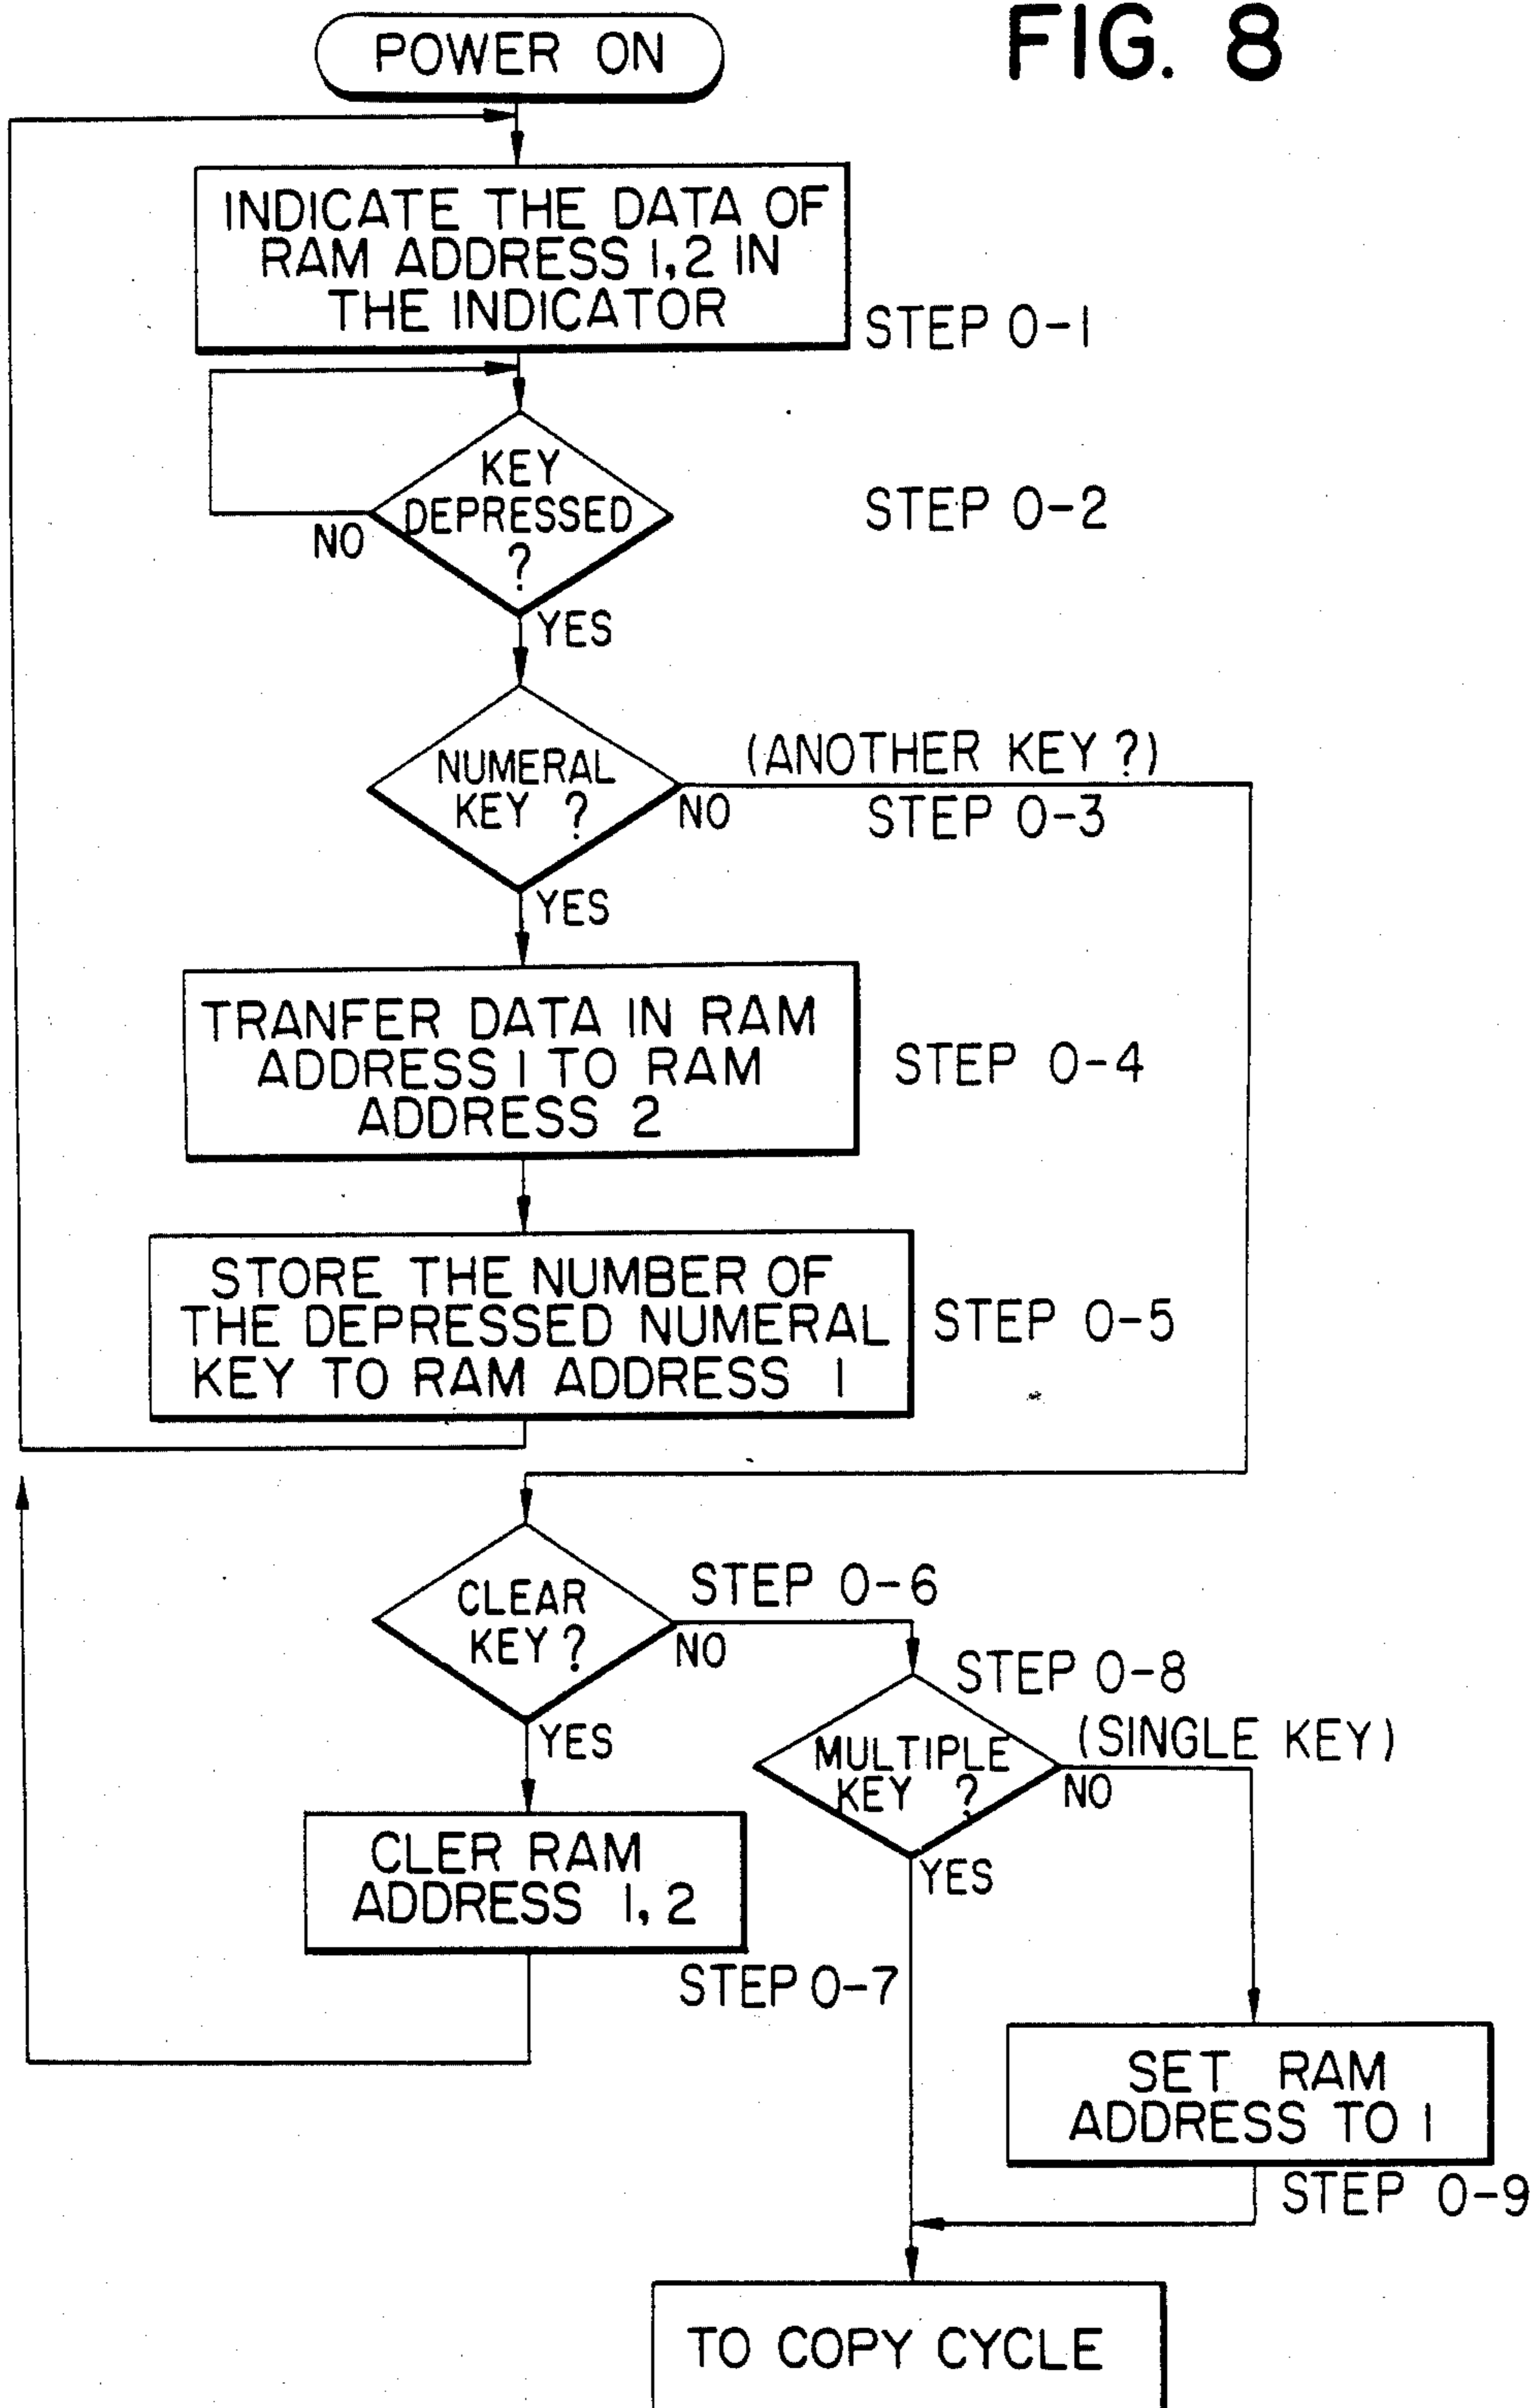 FIG. 8
POWER ON
INDICATE THE DATA OF
RAM ADDRESS 1,2 IN
THE INDICATOR
STEP 0-1
KEY
DEPRESSED
?
STEP 0-2
NO
YES
NUMERAL
KEY ?
(ANOTHER KEY ?)
NO
STEP 0-3
YES
TRANFER DATA IN RAM
ADDRESS 1 TO RAM
ADDRESS 2
STEP 0-4
STORE THE NUMBER OF
THE DEPRESSED NUMERAL
KEY TO RAM ADDRESS 1
STEP 0-5
CLEAR
KEY ?
STEP 0-6
NO
YES
STEP 0-8
MULTIPLE
KEY ?
(SINGLE KEY)
NO
YES
CLER RAM
ADDRESS 1, 2
STEP 0-7
SET RAM
ADDRESS TO 1
STEP 0-9
TO COPY CYCLE